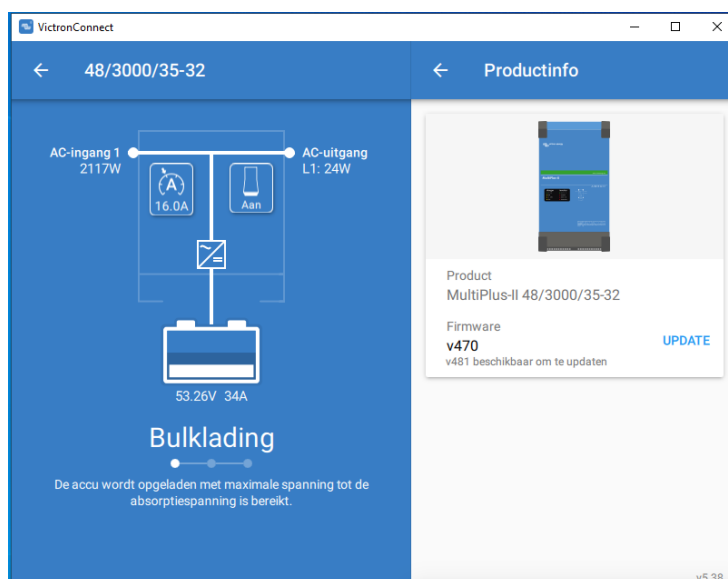 VictronConnect
48/3000/35-32
AC-ingang 1
2117W
AC-uitgang
L1: 24W
16.0A
Aan
53.26V 34A
Bulklading
De accu wordt opgeladen met maximale spanning tot de
absorptiespanning is bereikt.
Productinfo
Product
MultiPlus-II 48/3000/35-32
Firmware
v470
UPDATE
v481 beschikbaar om te updaten
v5.38